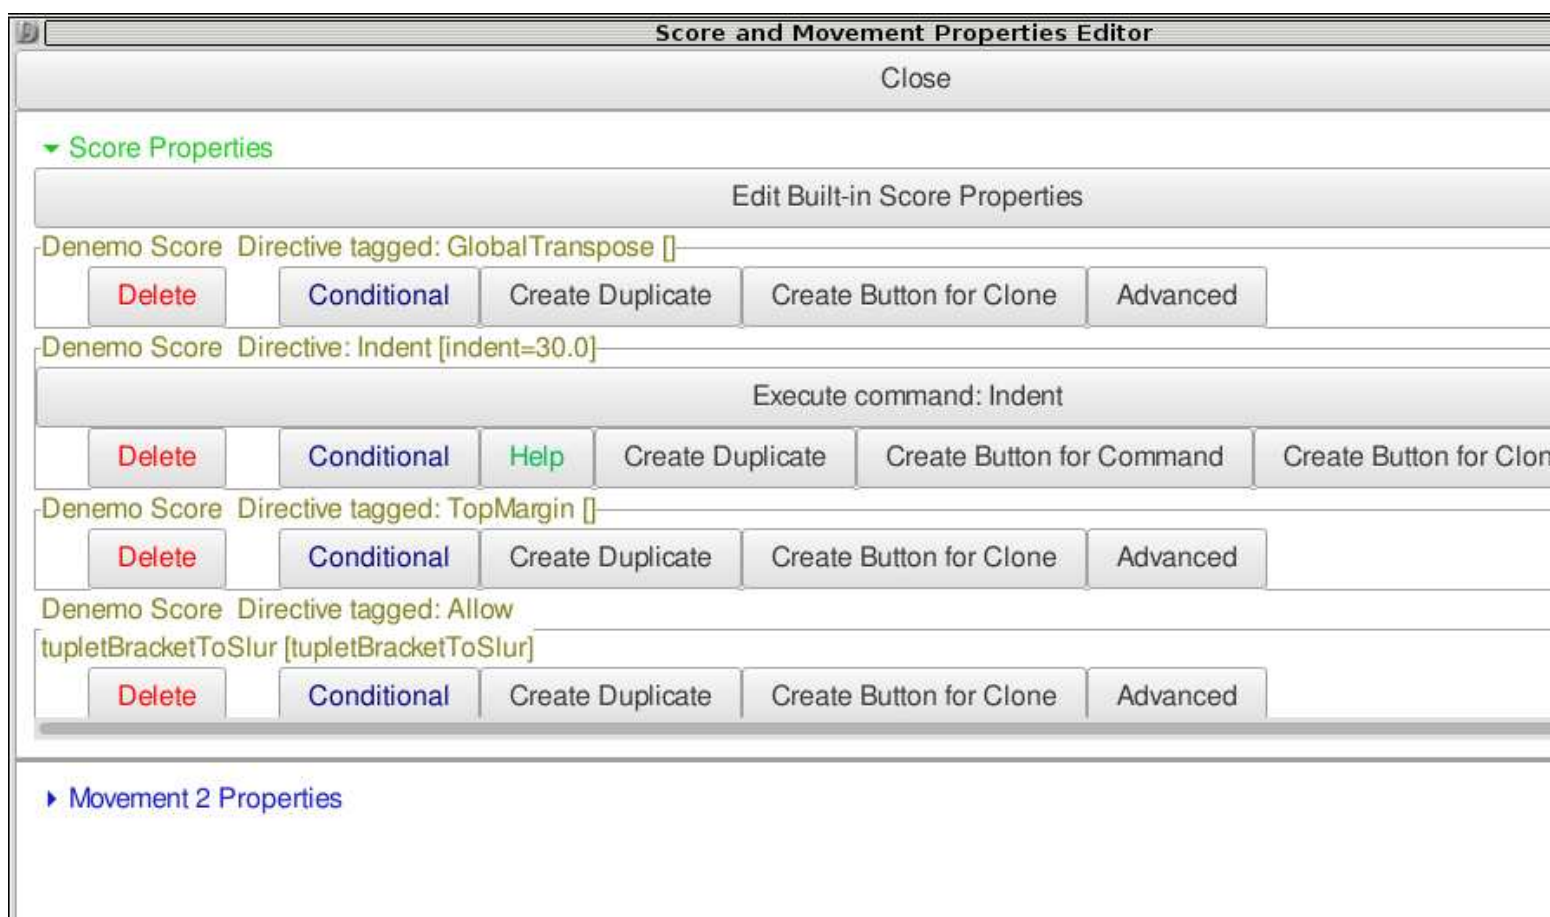 Score and Movement Properties Editor
Close
Score Properties
Edit Built-in Score Properties
Denemo Score Directive tagged: GlobalTranspose []
Delete Conditional Create Duplicate Create Button for Clone Advanced
Denemo Score Directive: Indent [indent=30.0]
Execute command: Indent
Delete Conditional Help Create Duplicate Create Button for Command Create Button for Clon
Denemo Score Directive tagged: TopMargin []
Delete Conditional Create Duplicate Create Button for Clone Advanced
Denemo Score Directive tagged: Allow
tupletBracketToSlur [tupletBracketToSlur]
Delete Conditional Create Duplicate Create Button for Clone Advanced
Movement 2 Properties